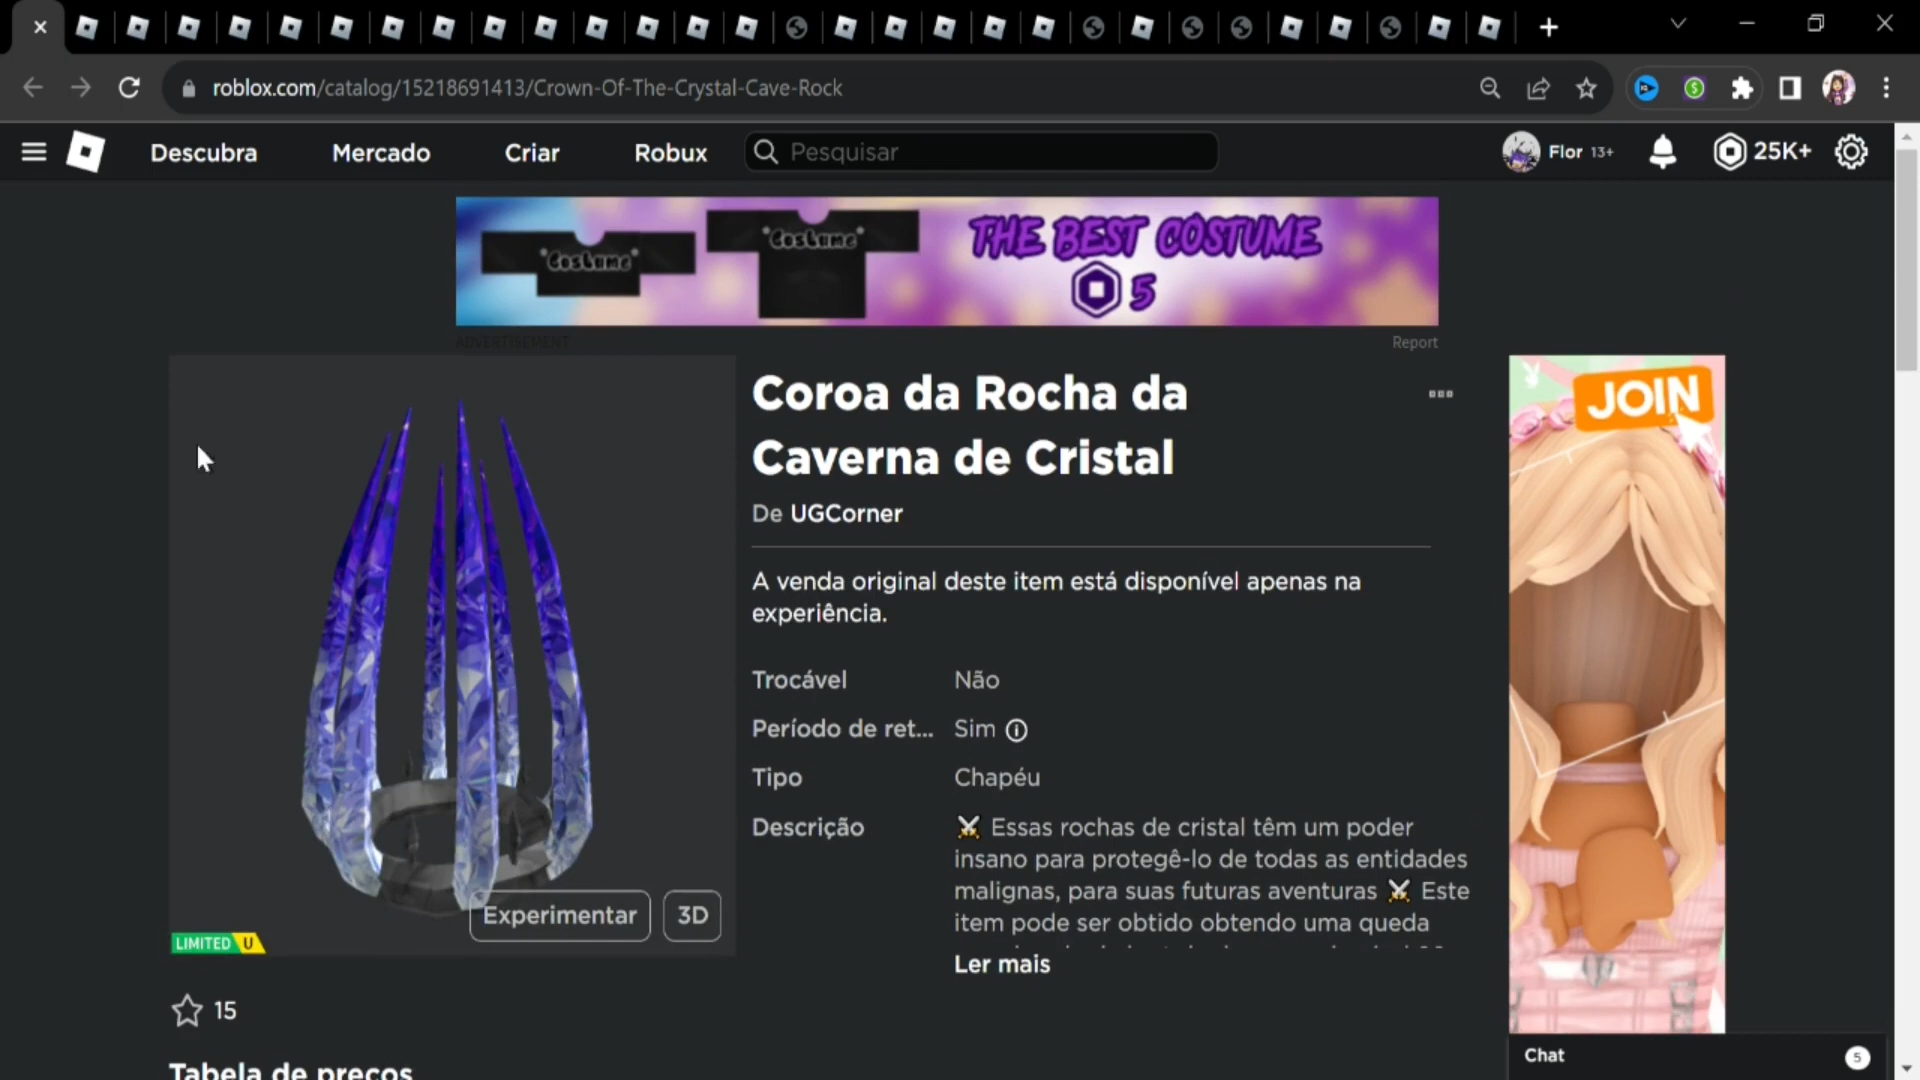 roblox.com/catalog/15218691413/Crown-Of-The-Crystal-Cave-Rock
Descubra
Mercado
Criar
Robux
Pesquisar
Flor 13+
25K+
*Costume*
*Costume*
THE BEST COSTUME
5
ADVERTISEMENT
Report
Coroa da Rocha da
Caverna de Cristal
De UGCorner
A venda original deste item está disponível apenas na
experiência.
Trocável Não
Período de ret... Sim
Tipo Chapéu
Descrição ⚔️ Essas rochas de cristal têm um poder
insano para protegê-lo de todas as entidades
malignas, para suas futuras aventuras ⚔️ Este
item pode ser obtido obtendo uma queda
Ler mais
Experimentar
3D
LIMITED U
15
Tabela de preços
JOIN
Chat
5